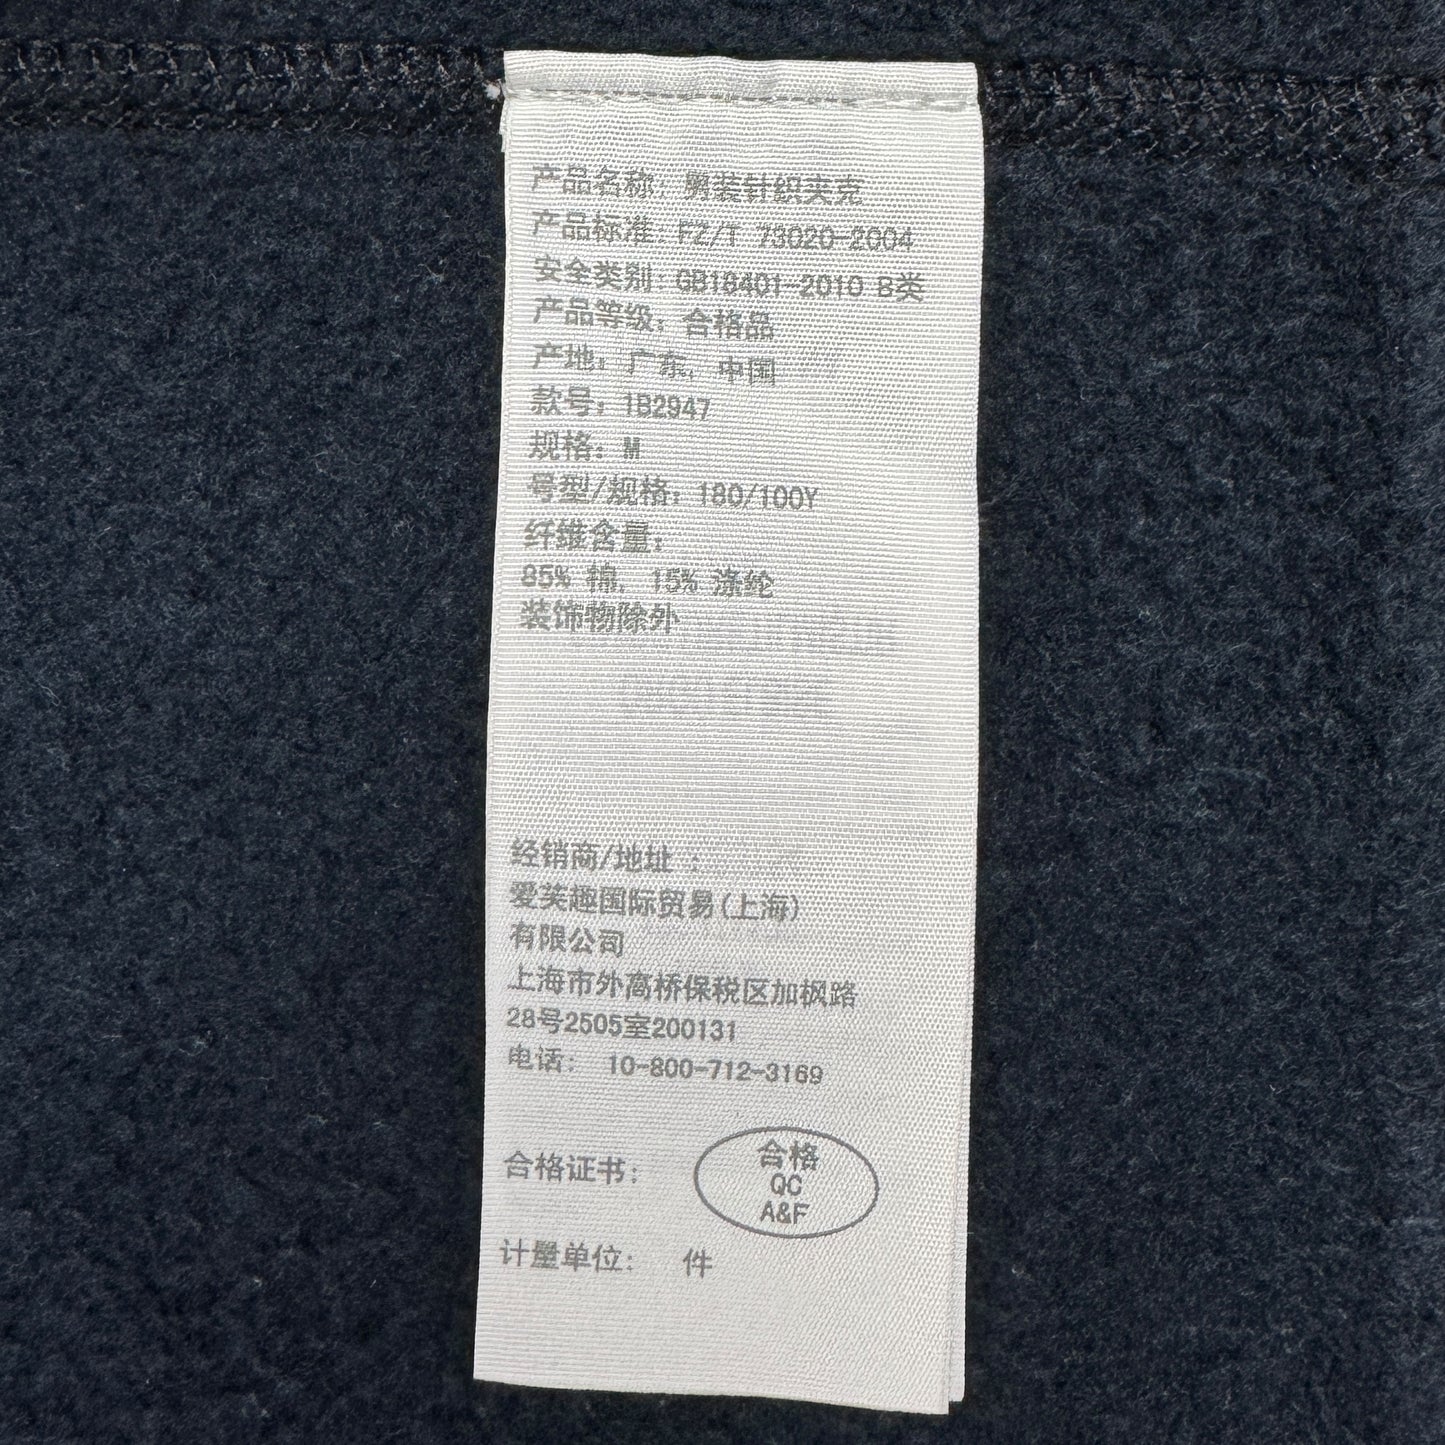 产品名称：男装针织夹克
产品标准：FZ/T 73020-2004
安全类别：GB18401-2010 B类
产品等级：合格品
产地：广东，中国
款号：1B2947
规格：M
号型/规格：180/100Y
纤维含量：
85% 锦，15% 涤纶
装饰物除外
经销商/地址：
爱芙趣国际贸易(上海)
有限公司
上海市外高桥保税区加枫路
28号2505室200131
电话： 10-800-712-3169
合格证书：
合格
QC
A&F
计量单位： 件